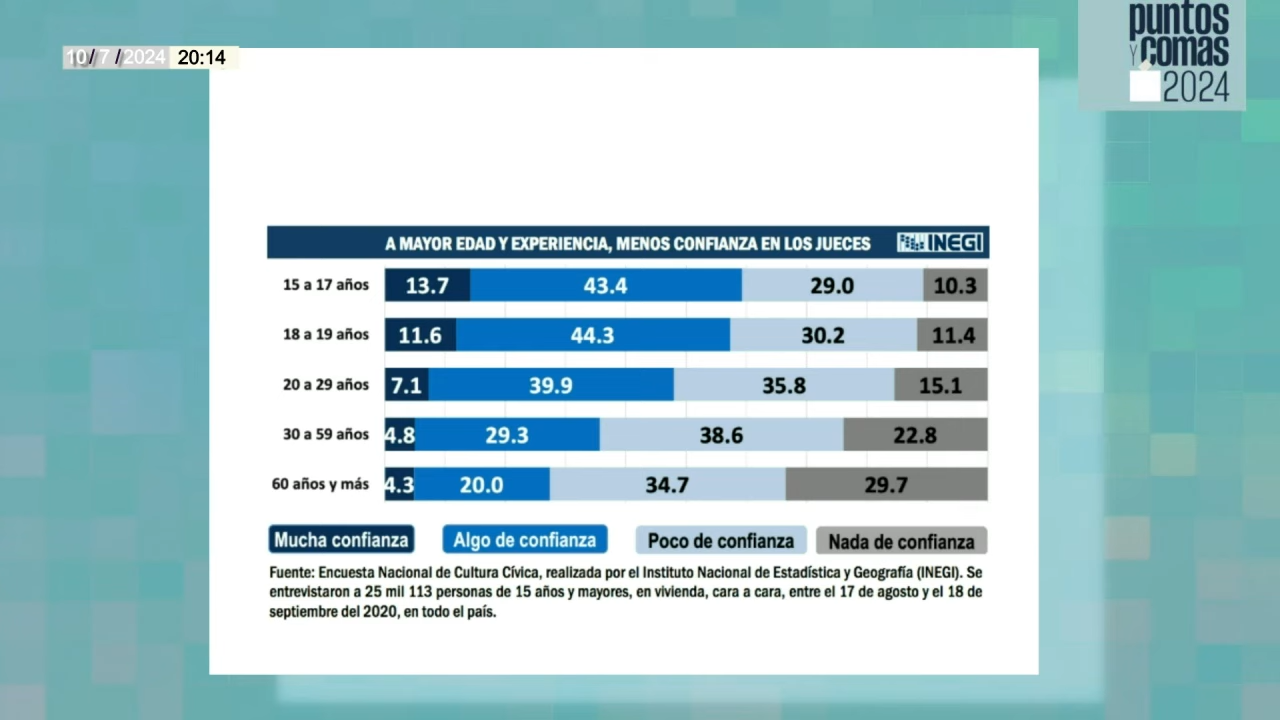 puntos
Y comas
2024
10/7/2024 20:14
A MAYOR EDAD Y EXPERIENCIA, MENOS CONFIANZA EN LOS JUECES INEGI
15 a 17 años 13.7 43.4 29.0 10.3
18 a 19 años 11.6 44.3 30.2 11.4
20 a 29 años 7.1 39.9 35.8 15.1
30 a 59 años 4.8 29.3 38.6 22.8
60 años y más 4.3 20.0 34.7 29.7
Mucha confianza Algo de confianza Poco de confianza Nada de confianza
Fuente: Encuesta Nacional de Cultura Cívica, realizada por el Instituto Nacional de Estadística y Geografía (INEGI). Se
entrevistaron a 25 mil 113 personas de 15 años y mayores, en vivienda, cara a cara, entre el 17 de agosto y el 18 de
septiembre del 2020, en todo el país.